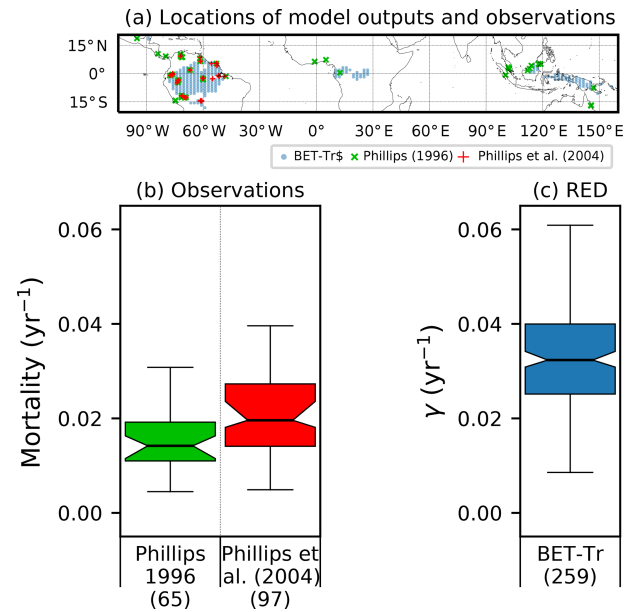 (a) Locations of model outputs and observations
15°N
0°
15°S
90°W 60°W 30°W 0° 30°E 60°E 90°E 120°E 150°E
BET-Tr$ Phillips (1996) Phillips et al. (2004)
(b) Observations
Mortality (yr⁻¹)
0.06
0.04
0.02
0.00
Phillips
1996
(65)
Phillips et
al. (2004)
(97)
(c) RED
γ (yr⁻¹)
0.06
0.04
0.02
0.00
BET-Tr
(259)